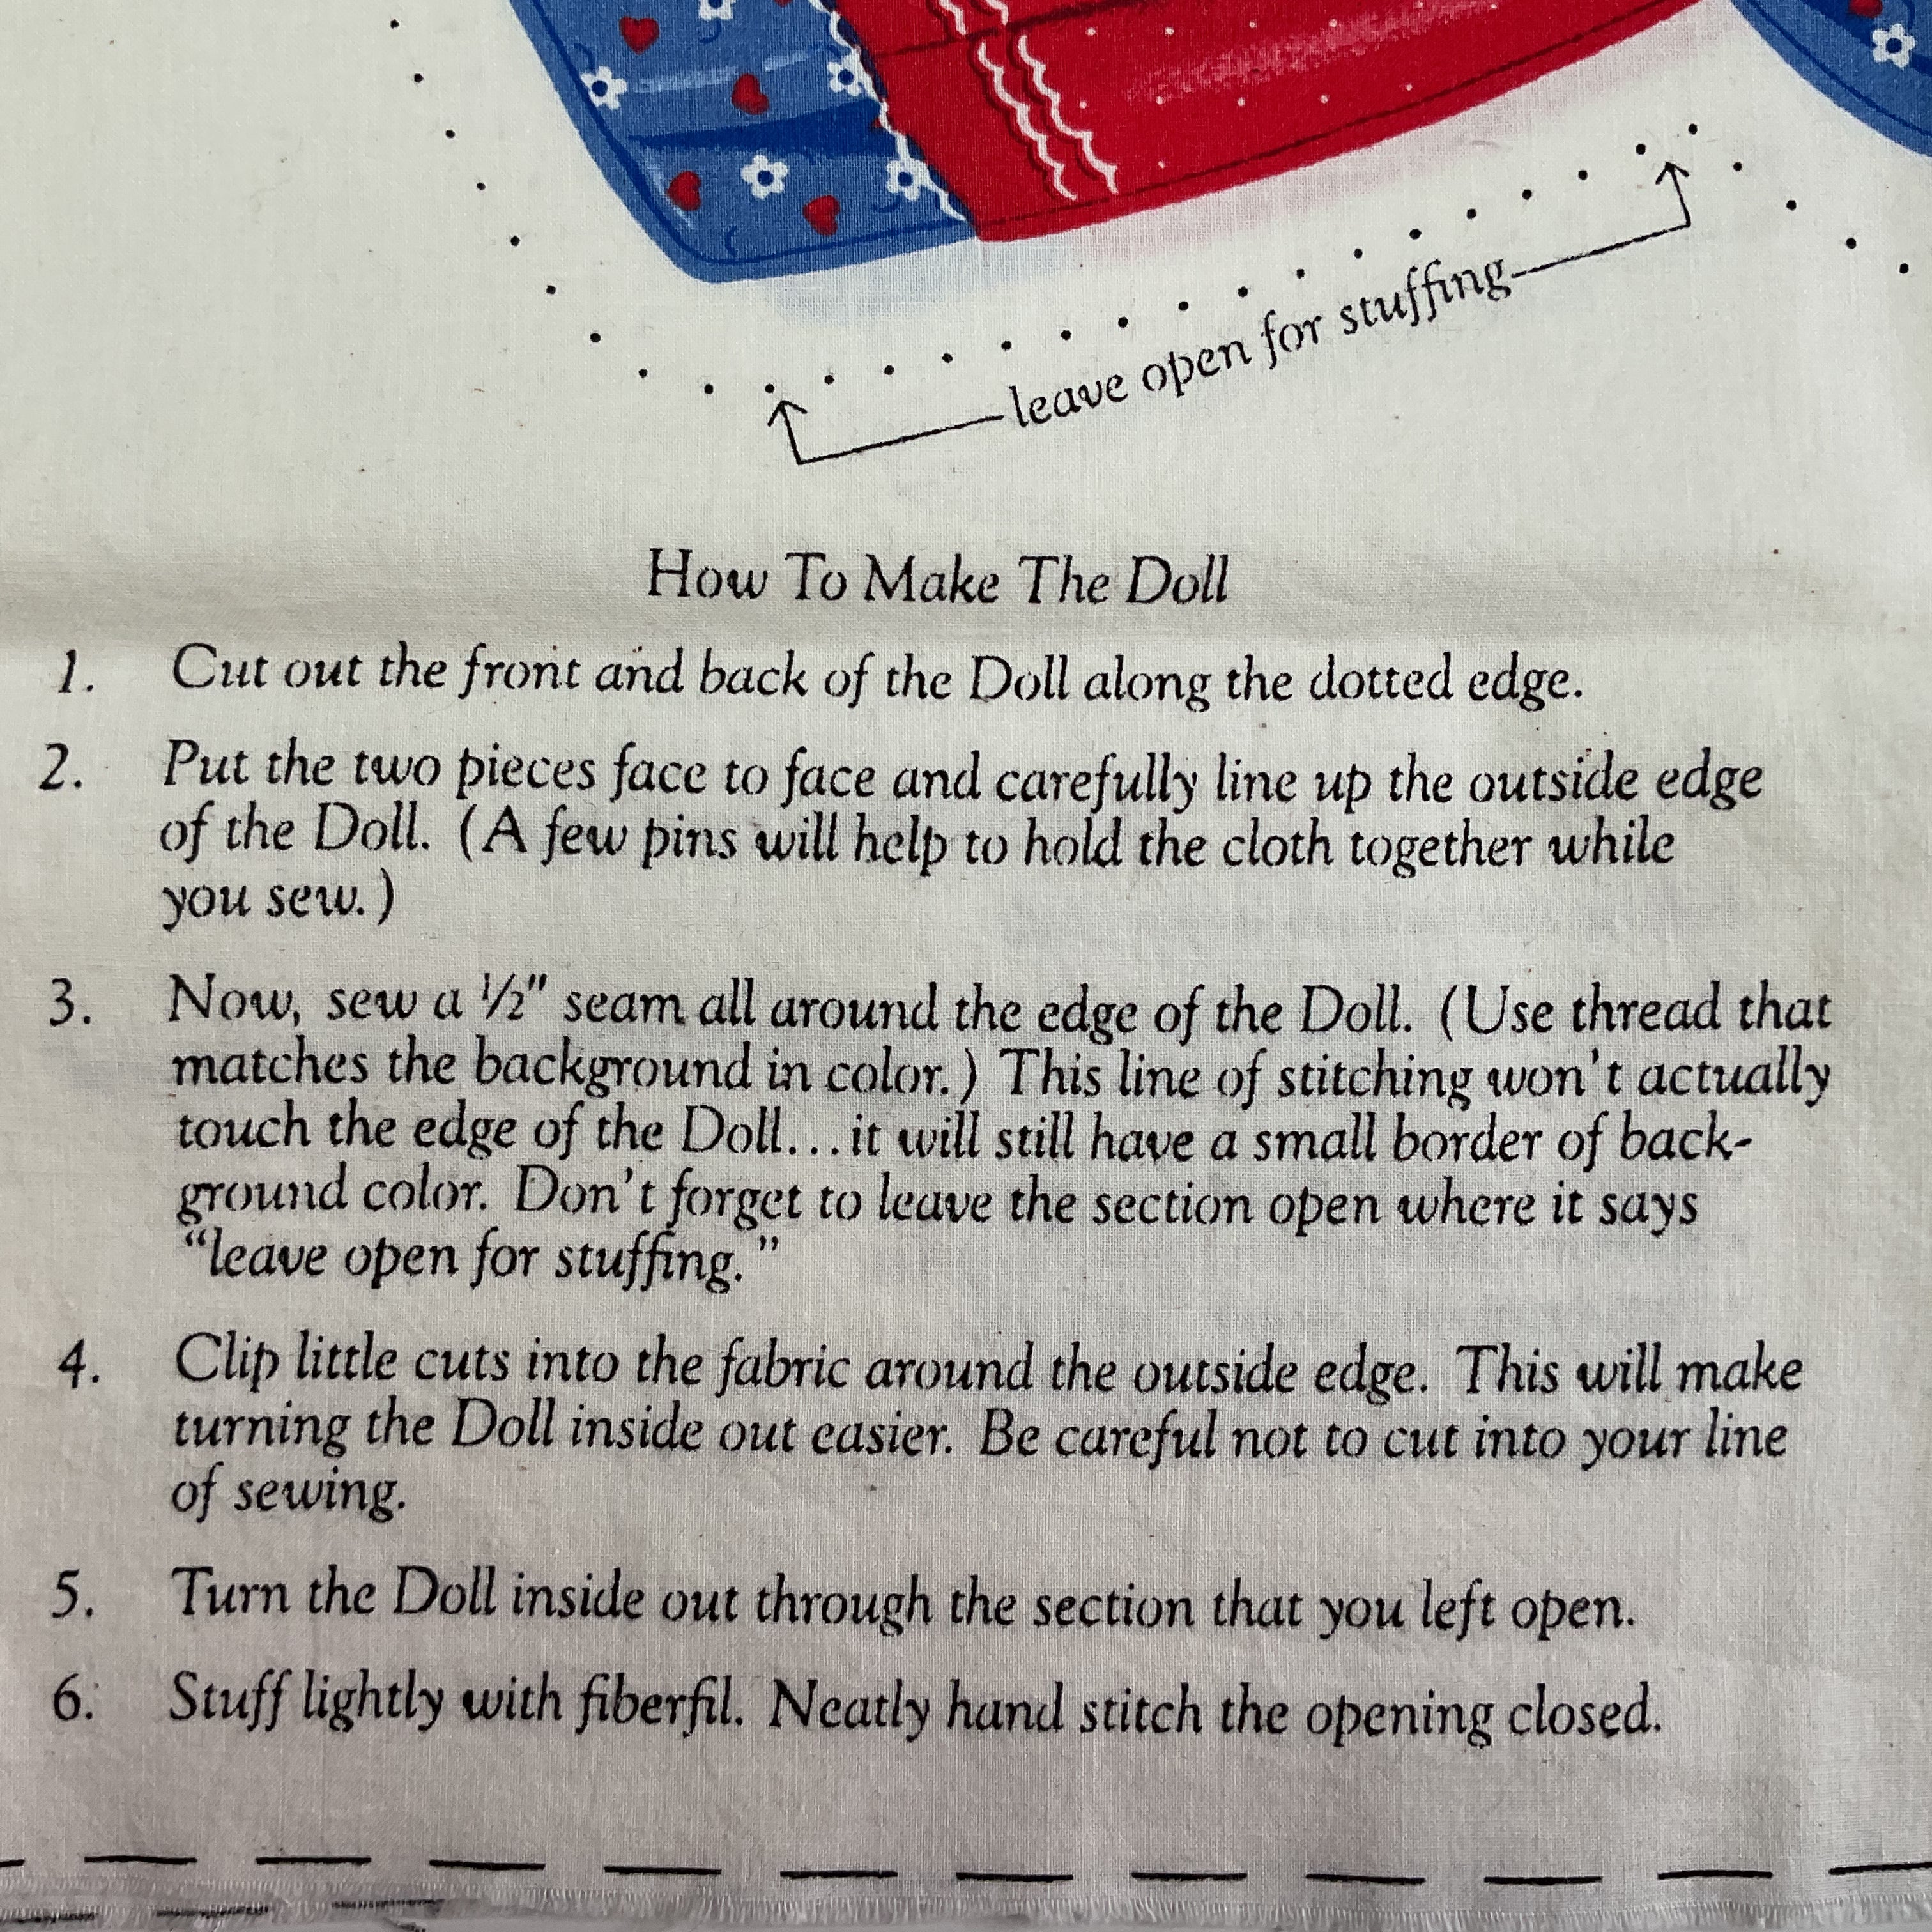 leave open for stuffing
How To Make The Doll
1. Cut out the front and back of the Doll along the dotted edge.
2. Put the two pieces face to face and carefully line up the outside edge
of the Doll. (A few pins will help to hold the cloth together while
you sew.)
3. Now, sew a ½" seam all around the edge of the Doll. (Use thread that
matches the background in color.) This line of stitching won't actually
touch the edge of the Doll...it will still have a small border of back-
ground color. Don't forget to leave the section open where it says
“leave open for stuffing.”
4. Clip little cuts into the fabric around the outside edge. This will make
turning the Doll inside out easier. Be careful not to cut into your line
of sewing.
5. Turn the Doll inside out through the section that you left open.
6. Stuff lightly with fiberfil. Neatly hand stitch the opening closed.